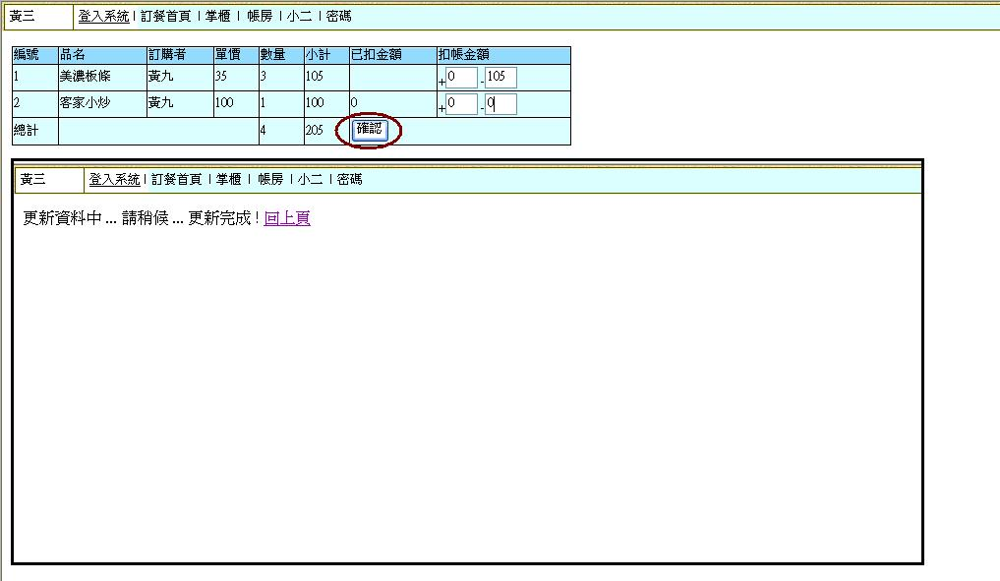 黃三 登入系統 | 訂餐首頁 | 掌櫃 | 帳房 | 小二 | 密碼
編號 品名 訂購者 單價 數量 小計 已扣金額 扣帳金額
1 美濃板條 黃九 35 3 105 +0 -105
2 客家小炒 黃九 100 1 100 0 +0 -0
總計 4 205 確認
黃三 登入系統 | 訂餐首頁 | 掌櫃 | 帳房 | 小二 | 密碼
更新資料中 ... 請稍候 ... 更新完成 ! 回上頁